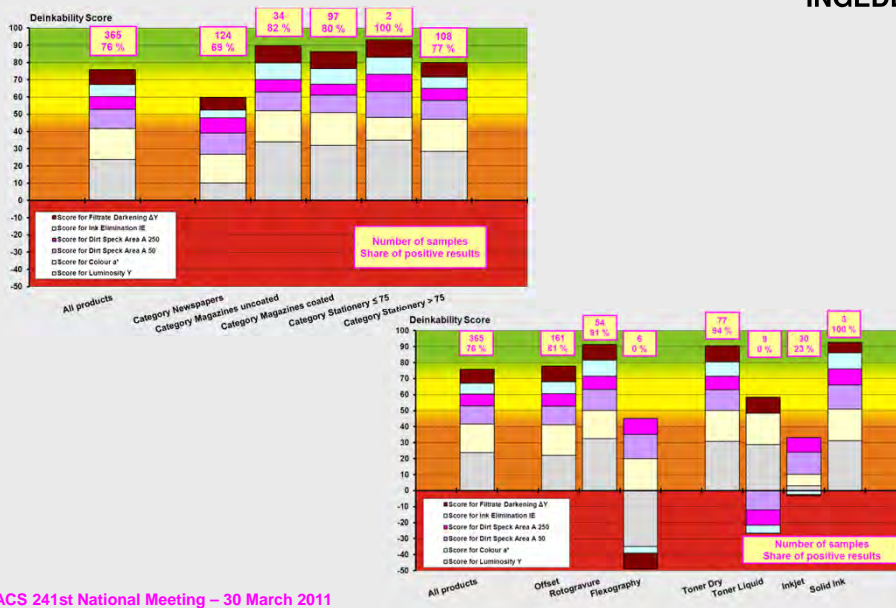 INGEDE
Deinkability Score
365
76 %
124
69 %
34
82 %
97
80 %
2
100 %
108
77 %
100
90
80
70
60
50
40
30
20
10
0
-10
-20
-30
-40
-50
Score for Filtrate Darkening ΔY
Score for Ink Elimination IE
Score for Dirt Speck Area A 250
Score for Dirt Speck Area A 50
Score for Colour a*
Score for Luminosity Y
Number of samples
Share of positive results
All products
Category Newspapers
Category Magazines uncoated
Category Magazines coated
Category Stationery ≤ 75
Category Stationery > 75
Deinkability Score
365
76 %
161
81 %
54
91 %
6
0 %
77
94 %
9
0 %
30
23 %
3
100 %
100
90
80
70
60
50
40
30
20
10
0
-10
-20
-30
-40
-50
Score for Filtrate Darkening ΔY
Score for Ink Elimination IE
Score for Dirt Speck Area A 250
Score for Dirt Speck Area A 50
Score for Colour a*
Score for Luminosity Y
Number of samples
Share of positive results
All products
Offset
Rotogravure
Flexography
Toner Dry
Toner Liquid
Inkjet
Solid Ink
ACS 241st National Meeting – 30 March 2011